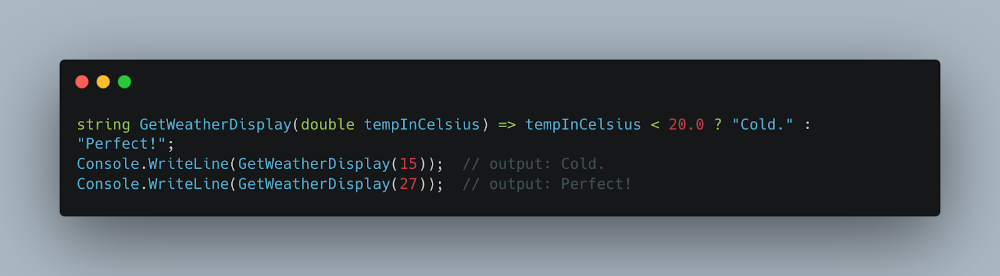 string GetWeatherDisplay(double tempInCelsius) => tempInCelsius < 20.0 ? "Cold." :
"Perfect!";
Console.WriteLine(GetWeatherDisplay(15));  // output: Cold.
Console.WriteLine(GetWeatherDisplay(27));  // output: Perfect!